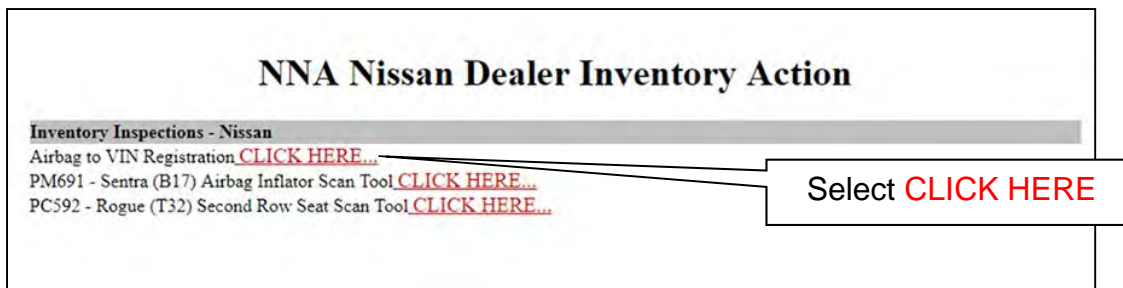 NNA Nissan Dealer Inventory Action
Inventory Inspections - Nissan
Airbag to VIN Registration CLICK HERE...
PM691 - Sentra (B17) Airbag Inflator Scan Tool CLICK HERE...
PC592 - Rogue (T32) Second Row Seat Scan Tool CLICK HERE...
Select CLICK HERE